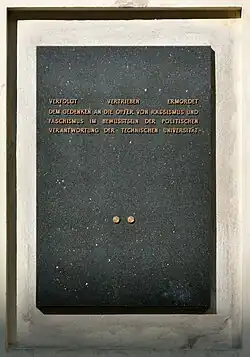 VERFOLGT VERTRIEBEN ERMORDET
DEM GEDENKEN AN DIE OPFER VON RASSISMUS UND
FASCHISMUS IM BEWUSSTSEIN DER POLITISCHEN
VERANTWORTUNG DER TECHNISCHEN UNIVERSITÄT